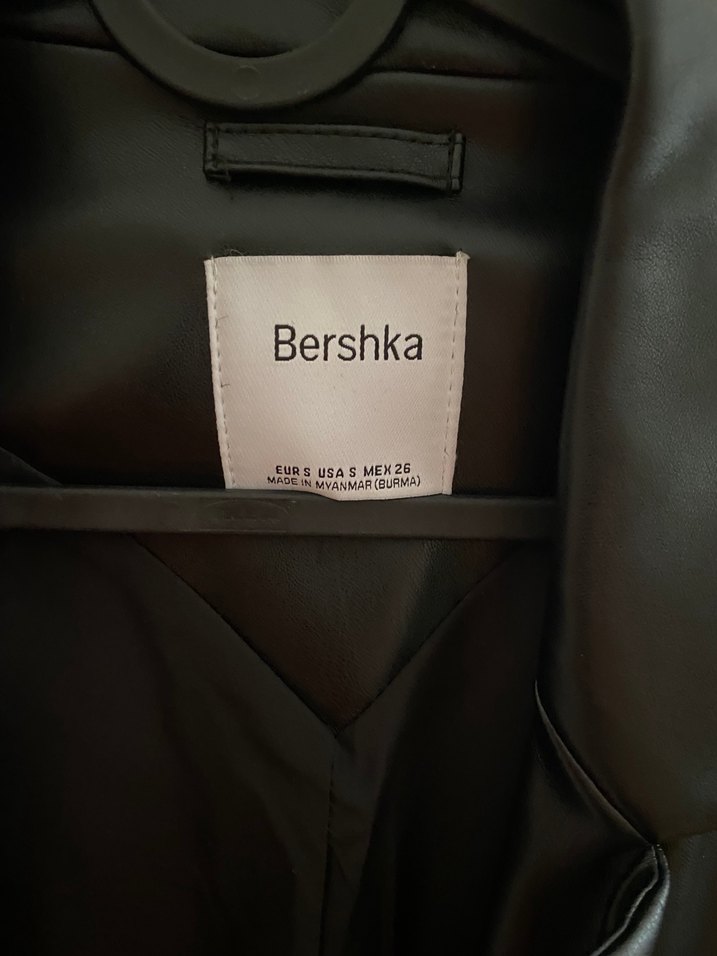 Bershka
EUR S USA S MEX 26
MADE IN MYANMAR (BURMA)